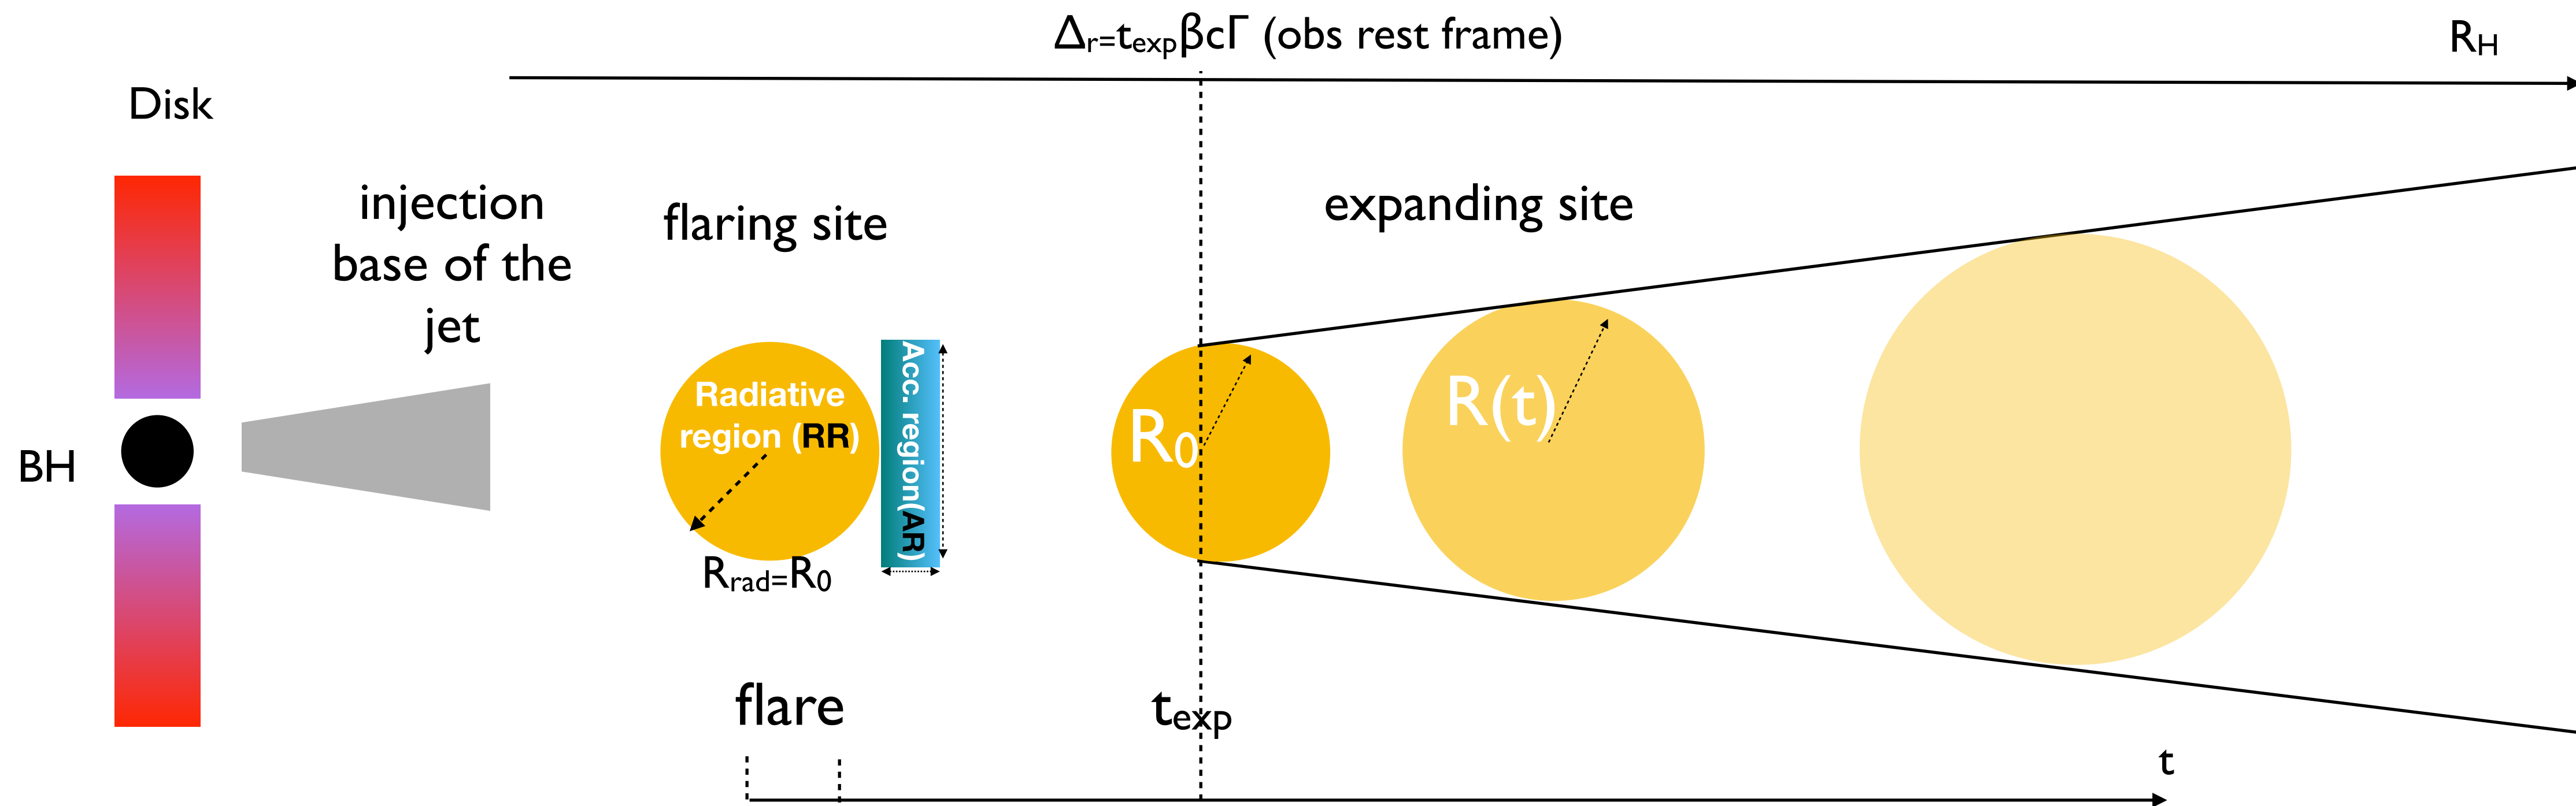 Δr=texpβcΓ (obs rest frame)
RH
Disk
injection
base of the
jet
flaring site
expanding site
BH
Radiative
region (RR)
Acc. region(AR)
Rrad=R0
R0
R(t)
flare
texp
t